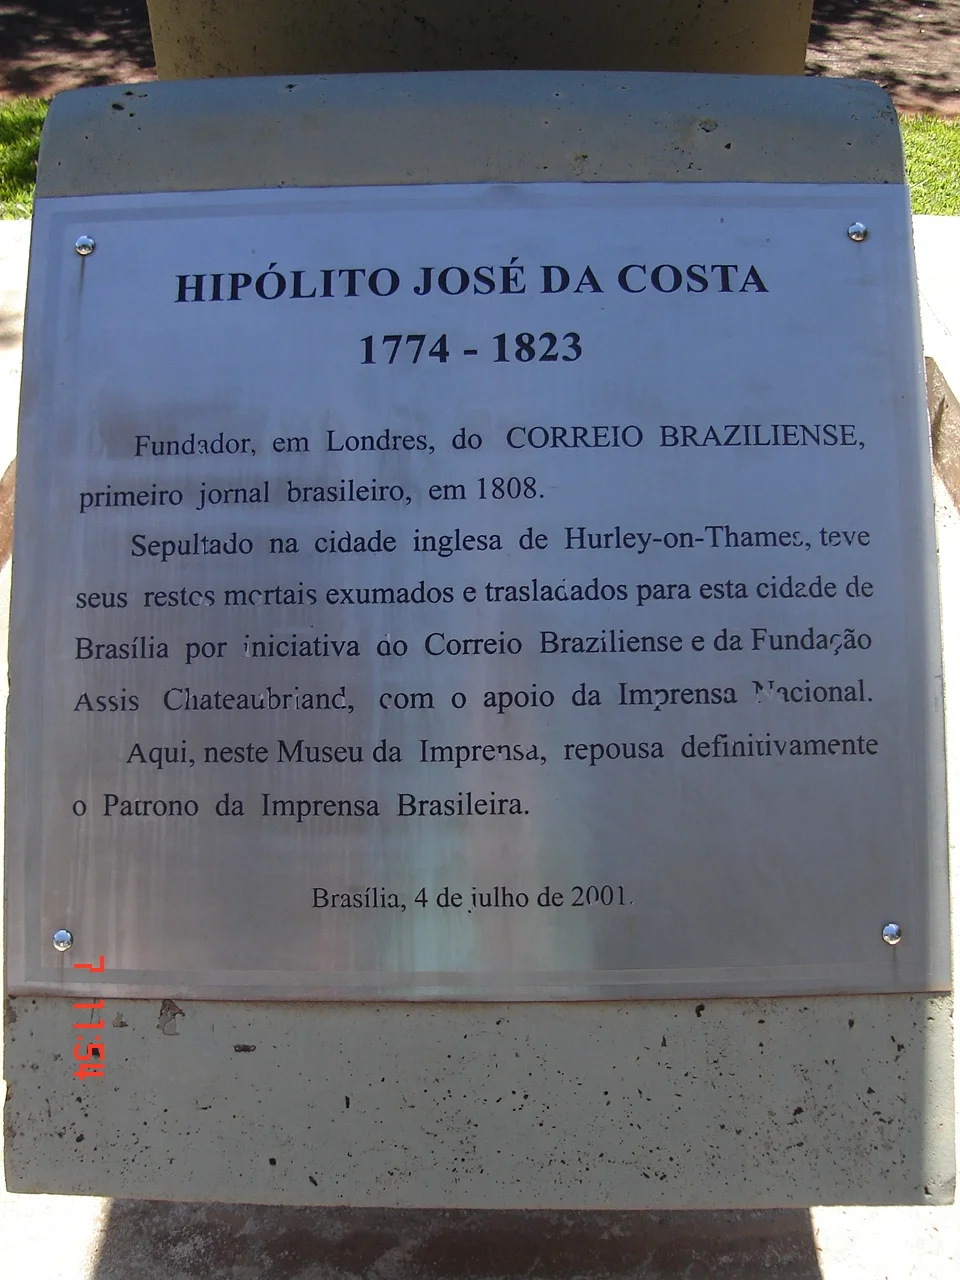 HIPÓLITO JOSÉ DA COSTA
1774 - 1823
Fundador, em Londres, do CORREIO BRAZILIENSE,
primeiro jornal brasileiro, em 1808.
Sepultado na cidade inglesa de Hurley-on-Thames, teve
seus restos mortais exumados e trasladados para esta cidade de
Brasília por iniciativa do Correio Braziliense e da Fundação
Assis Chateaubriand, com o apoio da Imprensa Nacional.
Aqui, neste Museu da Imprensa, repousa definitivamente
o Patrono da Imprensa Brasileira.
Brasília, 4 de julho de 2001.
7 11:54